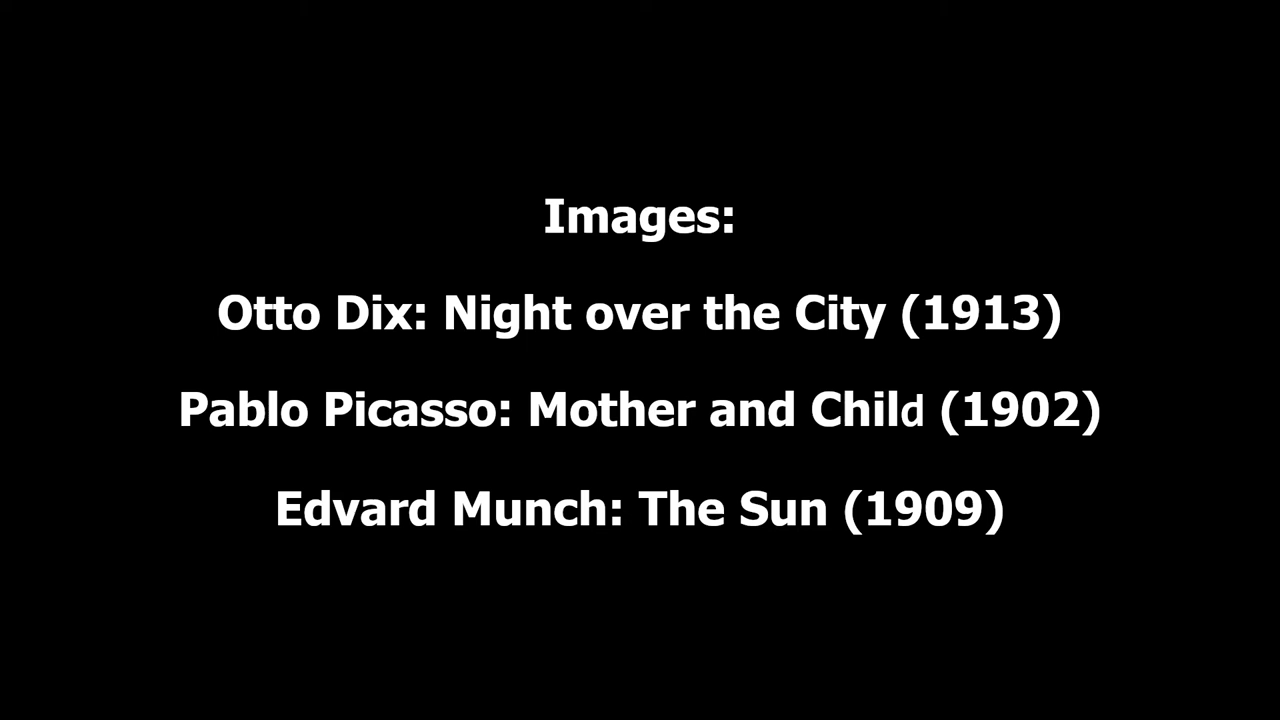 Images:
Otto Dix: Night over the City (1913)
Pablo Picasso: Mother and Child (1902)
Edvard Munch: The Sun (1909)